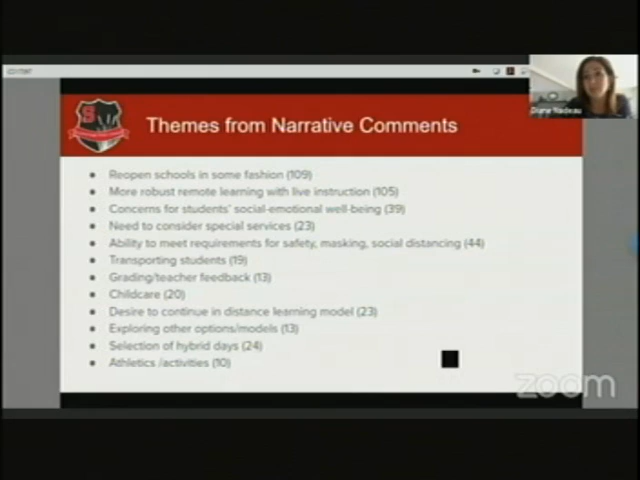 Themes from Narrative Comments
Diane Nadeau
S
• Reopen schools in some fashion (109)
• More robust remote learning with live instruction (105)
• Concerns for students' social-emotional well-being (39)
• Need to consider special services (23)
• Ability to meet requirements for safety, masking, social distancing (44)
• Transporting students (19)
• Grading/teacher feedback (13)
• Childcare (20)
• Desire to continue in distance learning model (23)
• Exploring other options/models (13)
• Selection of hybrid days (24)
• Athletics /activities (10)
zoom